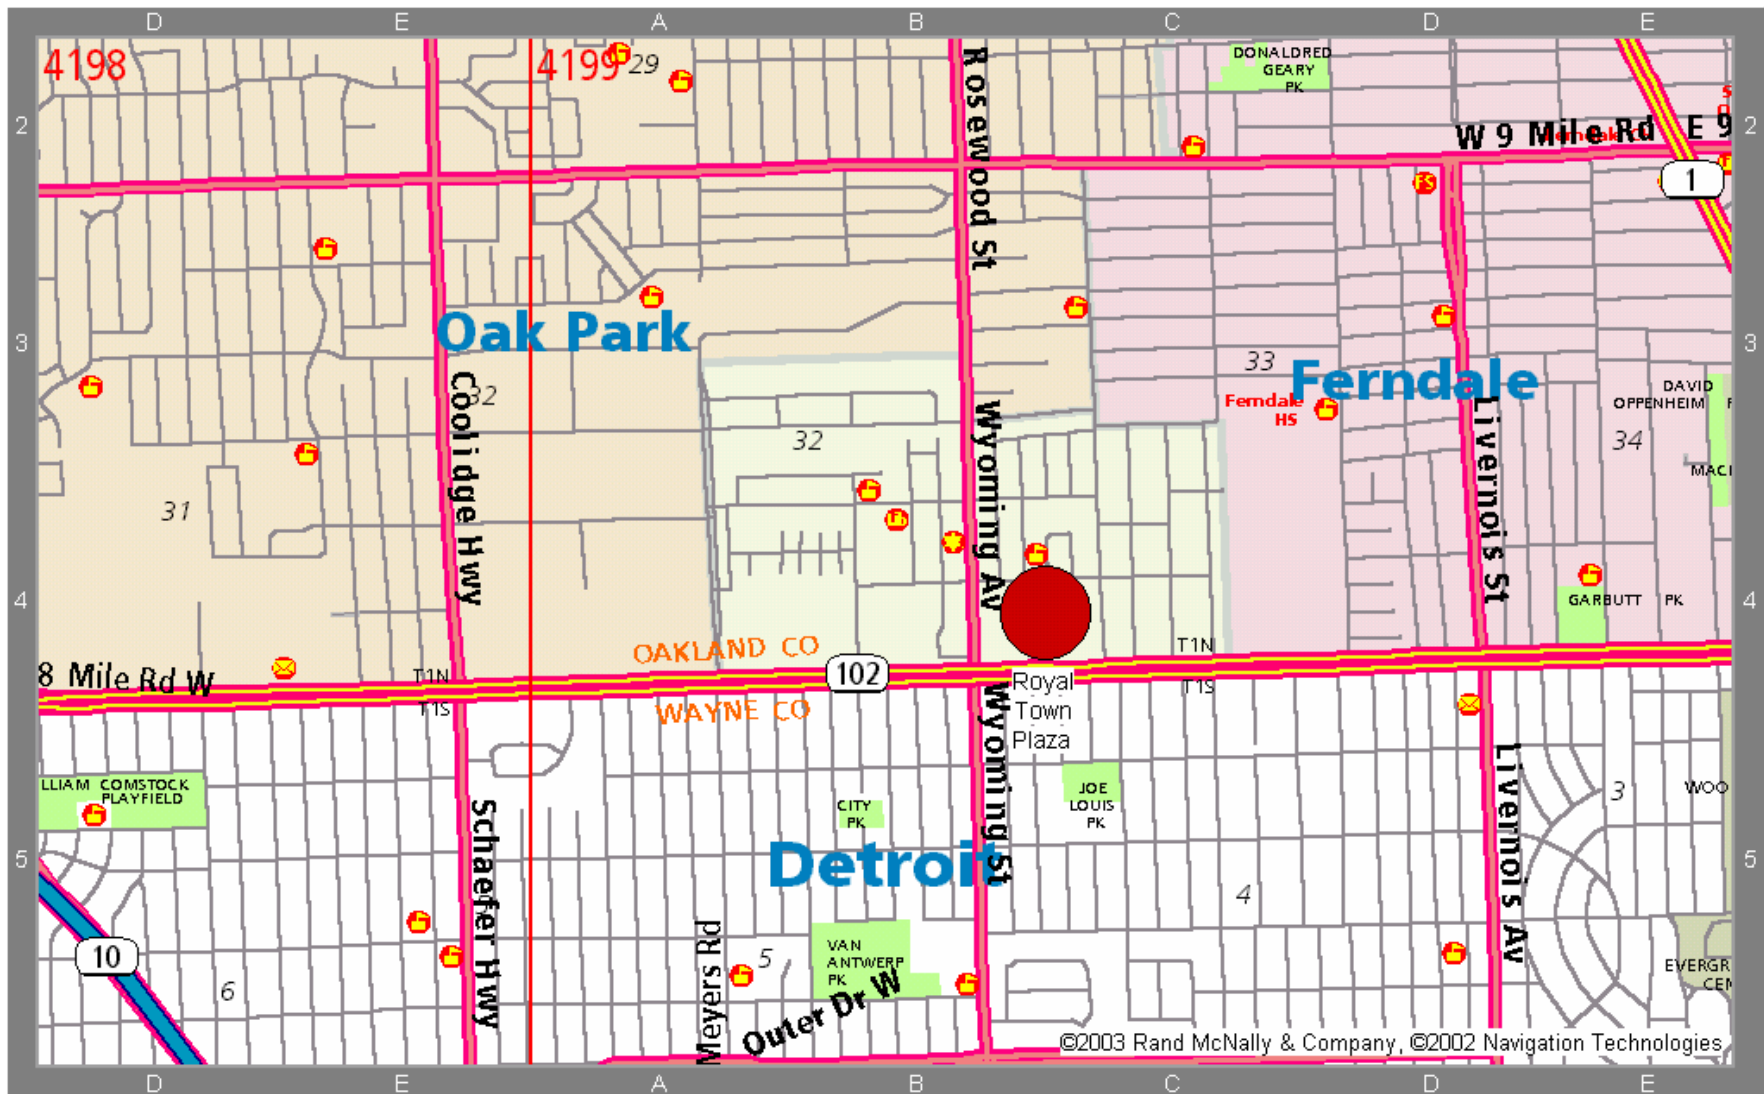 D E A B C D E
4198
4199
29
DONALDRED
GEARY
PK
2
2
Rosewood St
W 9 Mile Rd
E 9
1
FS
Oak Park
3
3
33
Ferndale
Ferndale
HS
DAVID
OPPENHEIM
32
32
34
MAC
Coolidge Hwy
Wyoming Av
Livernois St
31
4
4
GARBUTT PK
OAKLAND CO
T1N
T1N
8 Mile Rd W
102
T1S
T1S
WAYNE CO
Royal
Town
Plaza
LLIAM COMSTOCK
PLAYFIELD
CITY
PK
JOE
LOUIS
PK
3
WOO
Schaefer Hwy
Wyoming St
Livernois Av
5
5
Detroit
4
10
6
Meyers Rd
5
VAN
ANTWERP
PK
Outer Dr W
EVERGR
CEM
©2003 Rand McNally & Company, ©2002 Navigation Technologies
D E A B C D E